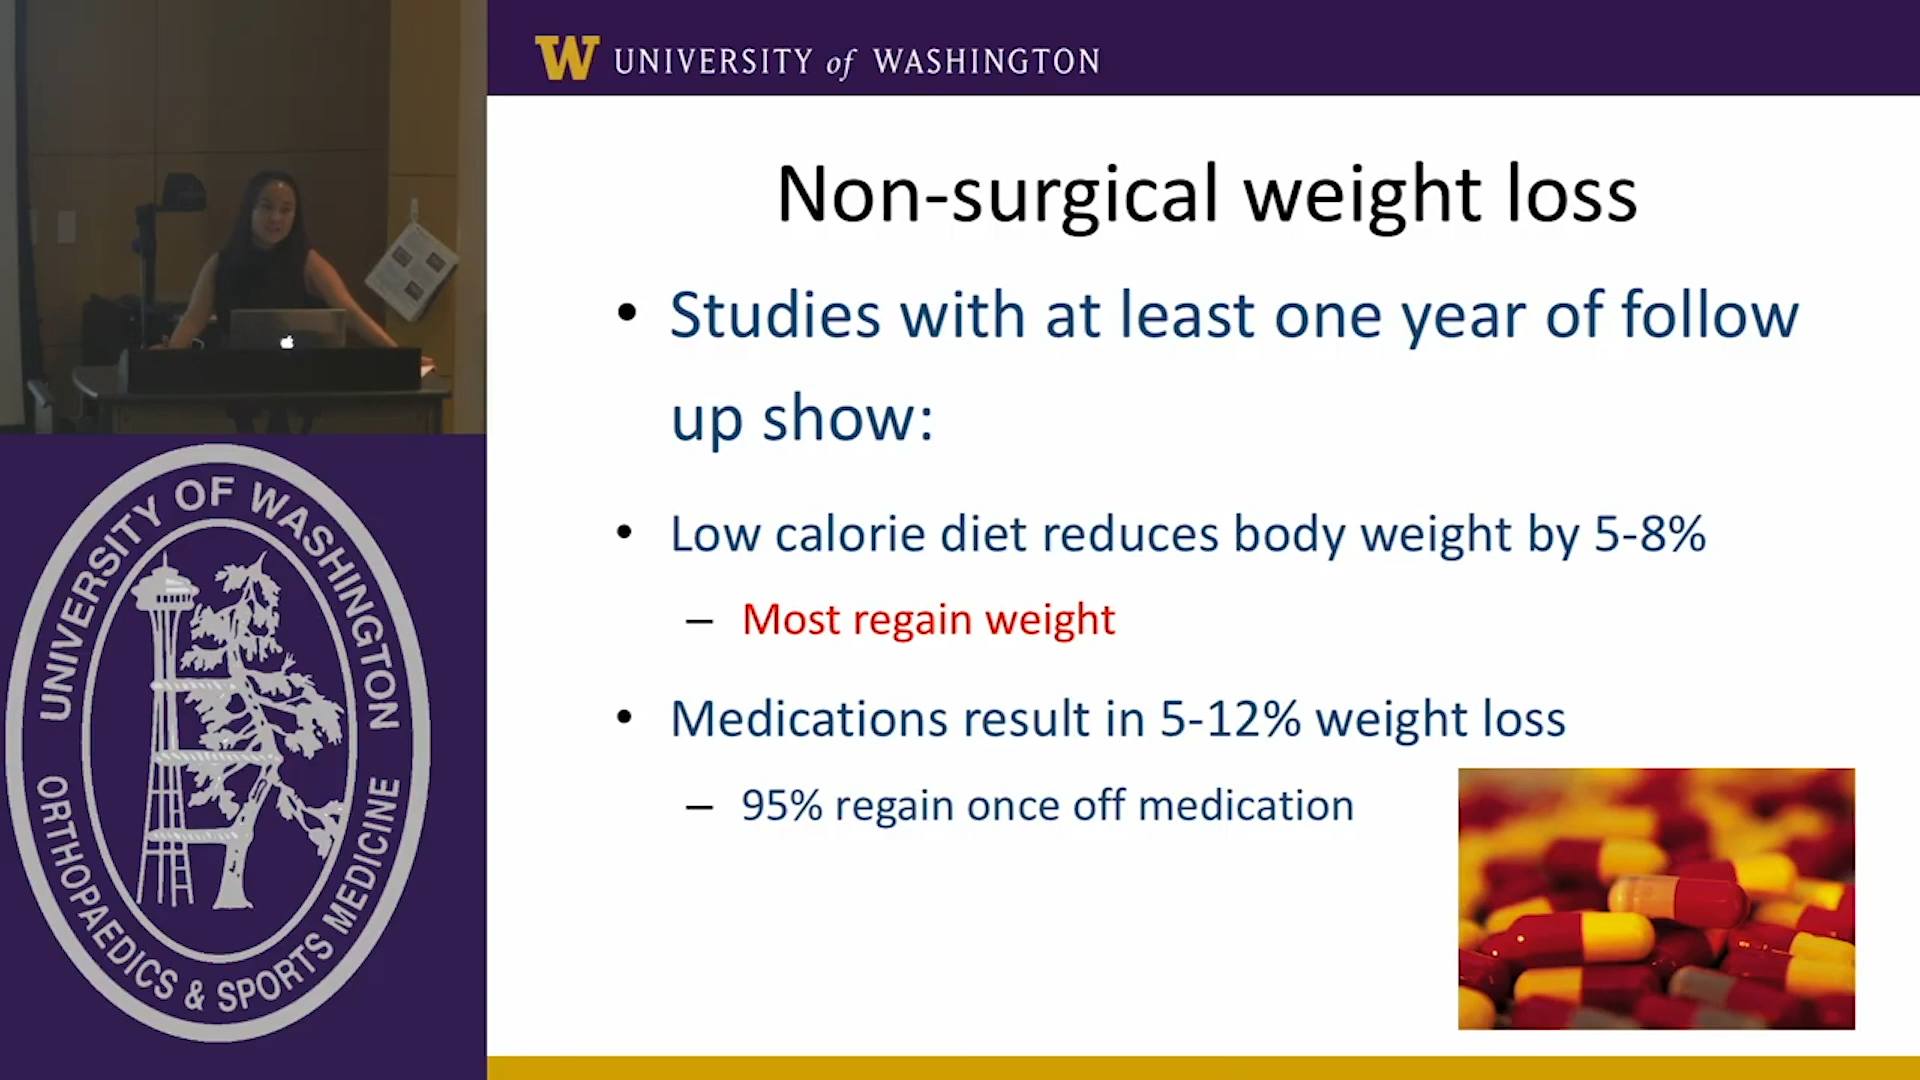 W UNIVERSITY of WASHINGTON
Non-surgical weight loss
• Studies with at least one year of follow
up show:
• Low calorie diet reduces body weight by 5-8%
– Most regain weight
• Medications result in 5-12% weight loss
– 95% regain once off medication
UNIVERSITY OF WASHINGTON
ORTHOPAEDICS & SPORTS MEDICINE